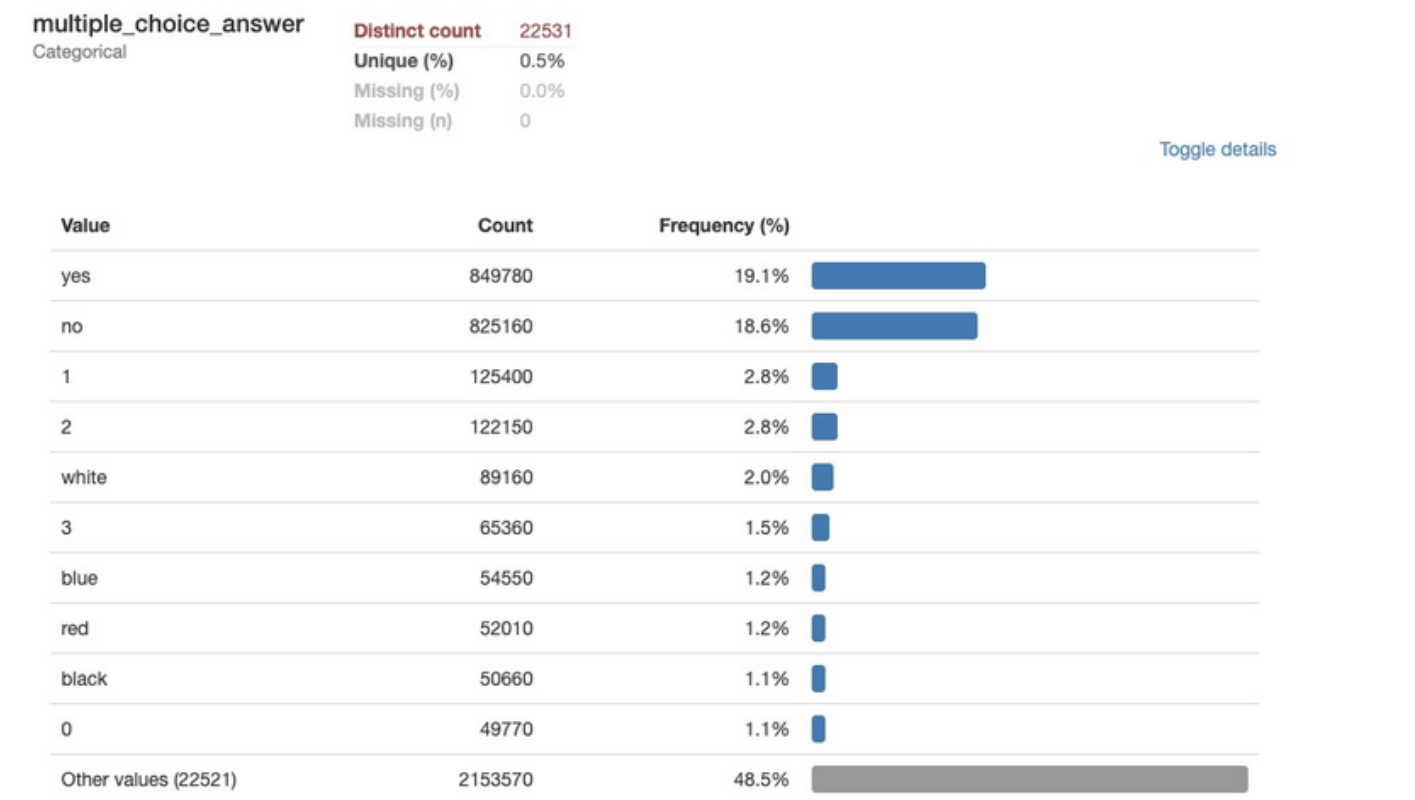 multiple_choice_answer
Categorical
Distinct count 22531
Unique (%) 0.5%
Missing (%) 0.0%
Missing (n) 0
Toggle details
Value Count Frequency (%)
yes 849780 19.1%
no 825160 18.6%
1 125400 2.8%
2 122150 2.8%
white 89160 2.0%
3 65360 1.5%
blue 54550 1.2%
red 52010 1.2%
black 50660 1.1%
0 49770 1.1%
Other values (22521) 2153570 48.5%